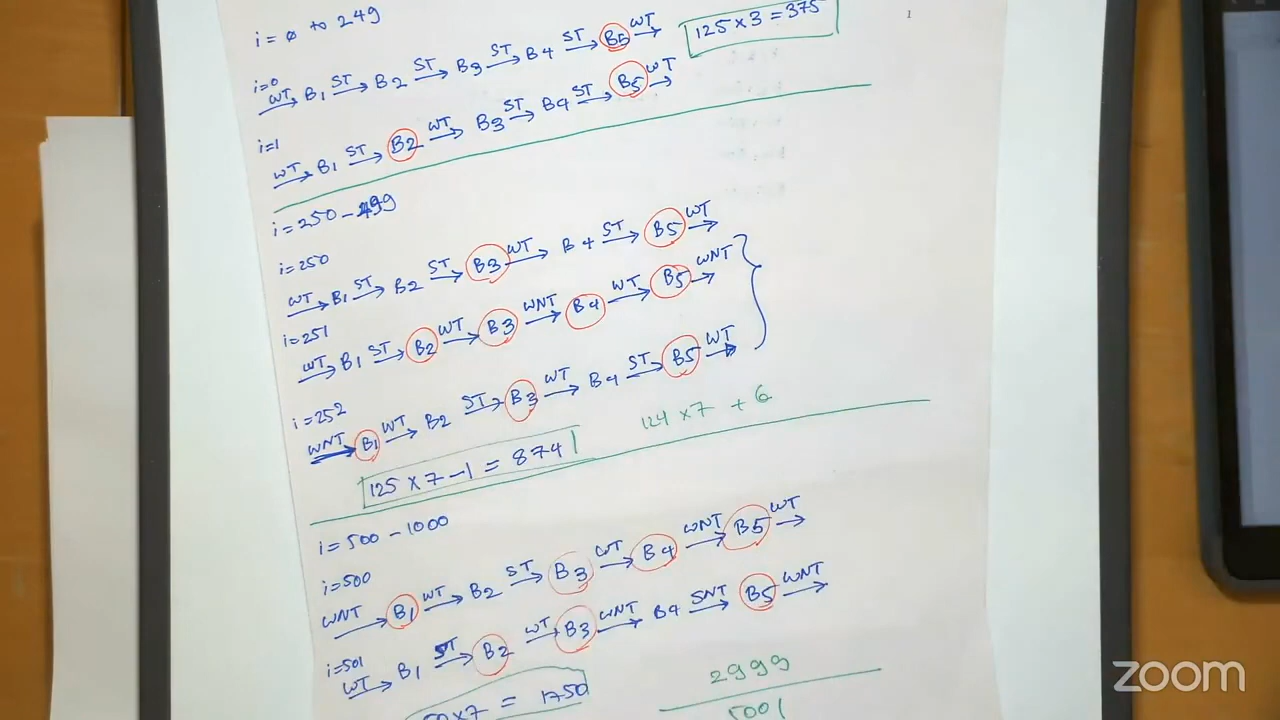 i = 0 to 249
125 × 3 = 375
1
i=0
WT → B1 ST → B2 ST → B3 ST → B4 ST → B5 WT →
i=1
WT → B1 ST → B2 WT → B3 ST → B4 ST → B5 WT →
i = 250 - 499
i = 250
WT → B1 ST → B2 ST → B3 WT → B4 ST → B5 WT →
i = 251
WT → B1 ST → B2 WT → B3 WNT → B4 WT → B5 WNT →
i = 252
WNT → B1 WT → B2 ST → B3 WT → B4 ST → B5 WT →
125 × 7 - 1 = 874
124 × 7 + 6
i = 500 - 1000
i = 500
WNT → B1 WT → B2 ST → B3 WT → B4 WNT → B5 WT →
i = 501
WT → B1 ST → B2 WT → B3 WNT → B4 SNT → B5 WNT →
50 × 7 = 1750
2999
5001
zoom